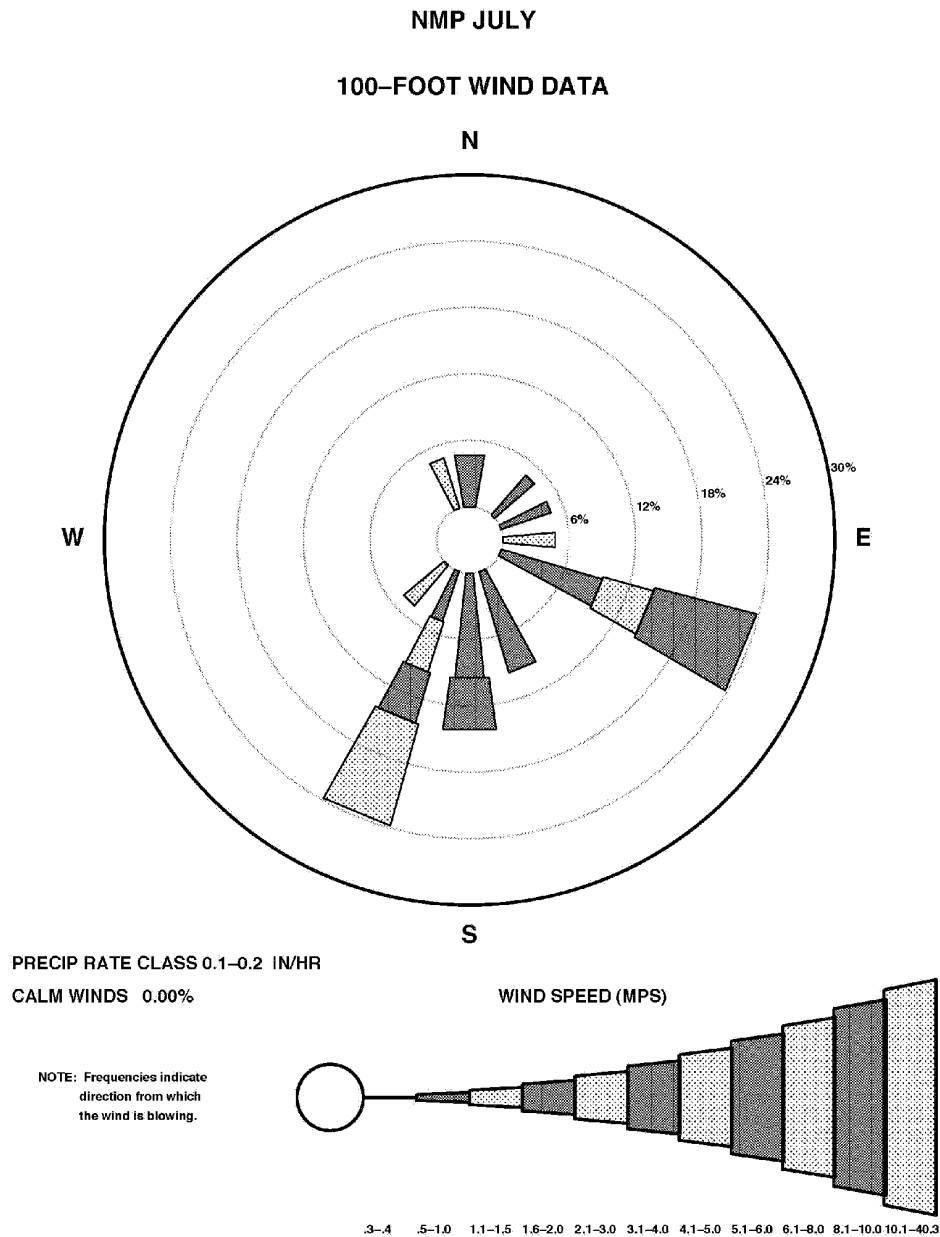 NMP JULY
100–FOOT WIND DATA
N
30%
24%
18%
12%
6%
W
E
S
PRECIP RATE CLASS 0.1–0.2 IN/HR
CALM WINDS 0.00%
WIND SPEED (MPS)
NOTE: Frequencies indicate
direction from which
the wind is blowing.
.3–.4 .5–1.0 1.1–1.5 1.6–2.0 2.1–3.0 3.1–4.0 4.1–5.0 5.1–6.0 6.1–8.0 8.1–10.0 10.1–40.3